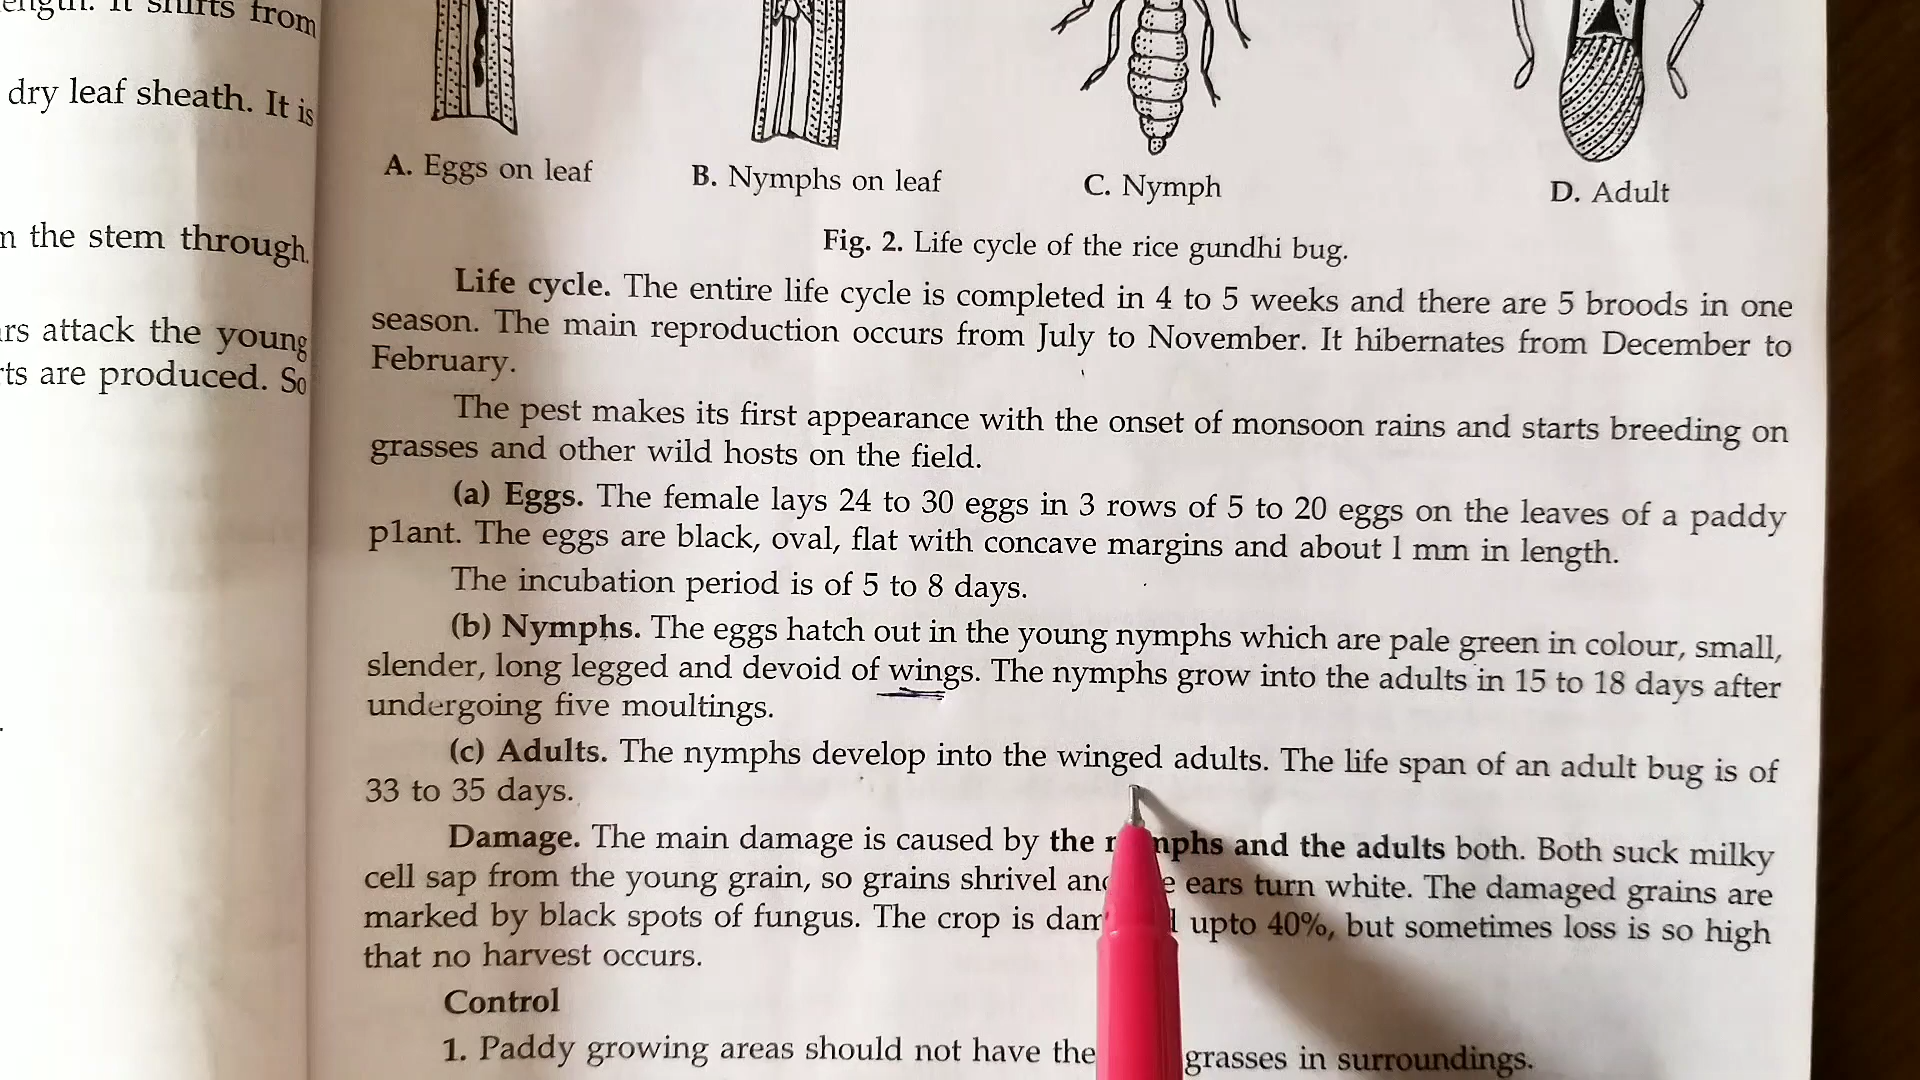 ength. It shifts from
dry leaf sheath. It is
the stem through
attack the young
are produced. So
A. Eggs on leaf
B. Nymphs on leaf
C. Nymph
D. Adult
Fig. 2. Life cycle of the rice gundhi bug.
Life cycle. The entire life cycle is completed in 4 to 5 weeks and there are 5 broods in one
season. The main reproduction occurs from July to November. It hibernates from December to
February.
The pest makes its first appearance with the onset of monsoon rains and starts breeding on
grasses and other wild hosts on the field.
(a) Eggs. The female lays 24 to 30 eggs in 3 rows of 5 to 20 eggs on the leaves of a paddy
p1ant. The eggs are black, oval, flat with concave margins and about l mm in length.
The incubation period is of 5 to 8 days.
(b) Nymphs. The eggs hatch out in the young nymphs which are pale green in colour, small,
slender, long legged and devoid of wings. The nymphs grow into the adults in 15 to 18 days after
undergoing five moultings.
(c) Adults. The nymphs develop into the winged adults. The life span of an adult bug is of
33 to 35 days.
Damage. The main damage is caused by the nymphs and the adults both. Both suck milky
cell sap from the young grain, so grains shrivel and the ears turn white. The damaged grains are
marked by black spots of fungus. The crop is damaged upto 40%, but sometimes loss is so high
that no harvest occurs.
Control
1. Paddy growing areas should not have the grasses in surroundings.